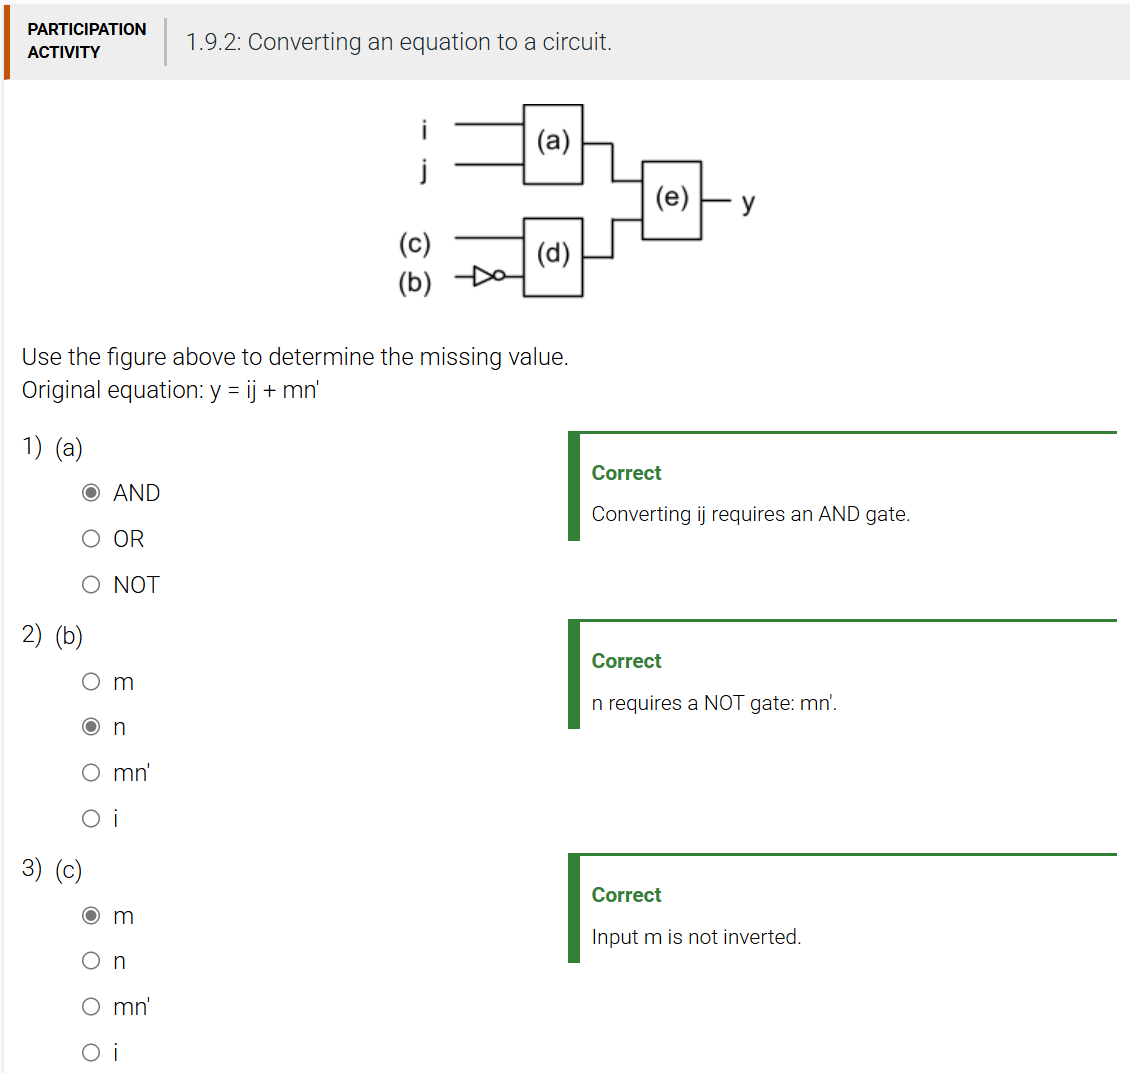 PARTICIPATION
ACTIVITY
1.9.2: Converting an equation to a circuit.
i
j
(a)
(e)
y
(c)
(b)
(d)
Use the figure above to determine the missing value.
Original equation: y = ij + mn'
1) (a)
AND
OR
NOT
Correct
Converting ij requires an AND gate.
2) (b)
m
n
mn'
i
Correct
n requires a NOT gate: mn'.
3) (c)
m
n
mn'
i
Correct
Input m is not inverted.